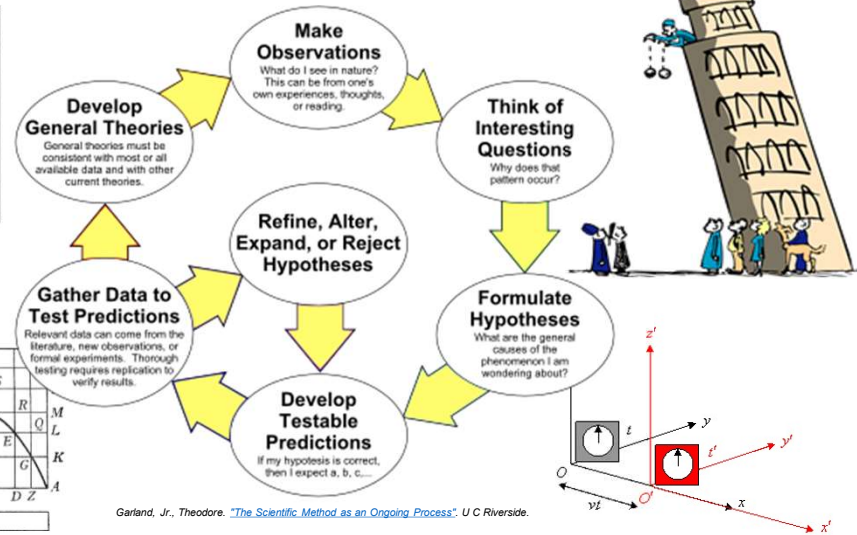 Make
Observations
What do I see in nature?
This can be from one's
own experiences, thoughts,
or reading.
Think of
Interesting
Questions
Why does that
pattern occur?
Formulate
Hypotheses
What are the general
causes of the
phenomenon I am
wondering about?
Develop
Testable
Predictions
If my hypotesis is correct,
then I expect a, b, c,...
Gather Data to
Test Predictions
Relevant data can come from the
literature, new observations, or
formal experiments. Thorough
testing requires replication to
verify results.
Refine, Alter,
Expand, or Reject
Hypotheses
Develop
General Theories
General theories must be
consistent with most or all
available data and with other
current theories.
R
M
Q
L
E
G
K
A
D Z
z'
t
y
t'
y'
O
O'
vt
x
x'
Garland, Jr., Theodore. "The Scientific Method as an Ongoing Process". U C Riverside.